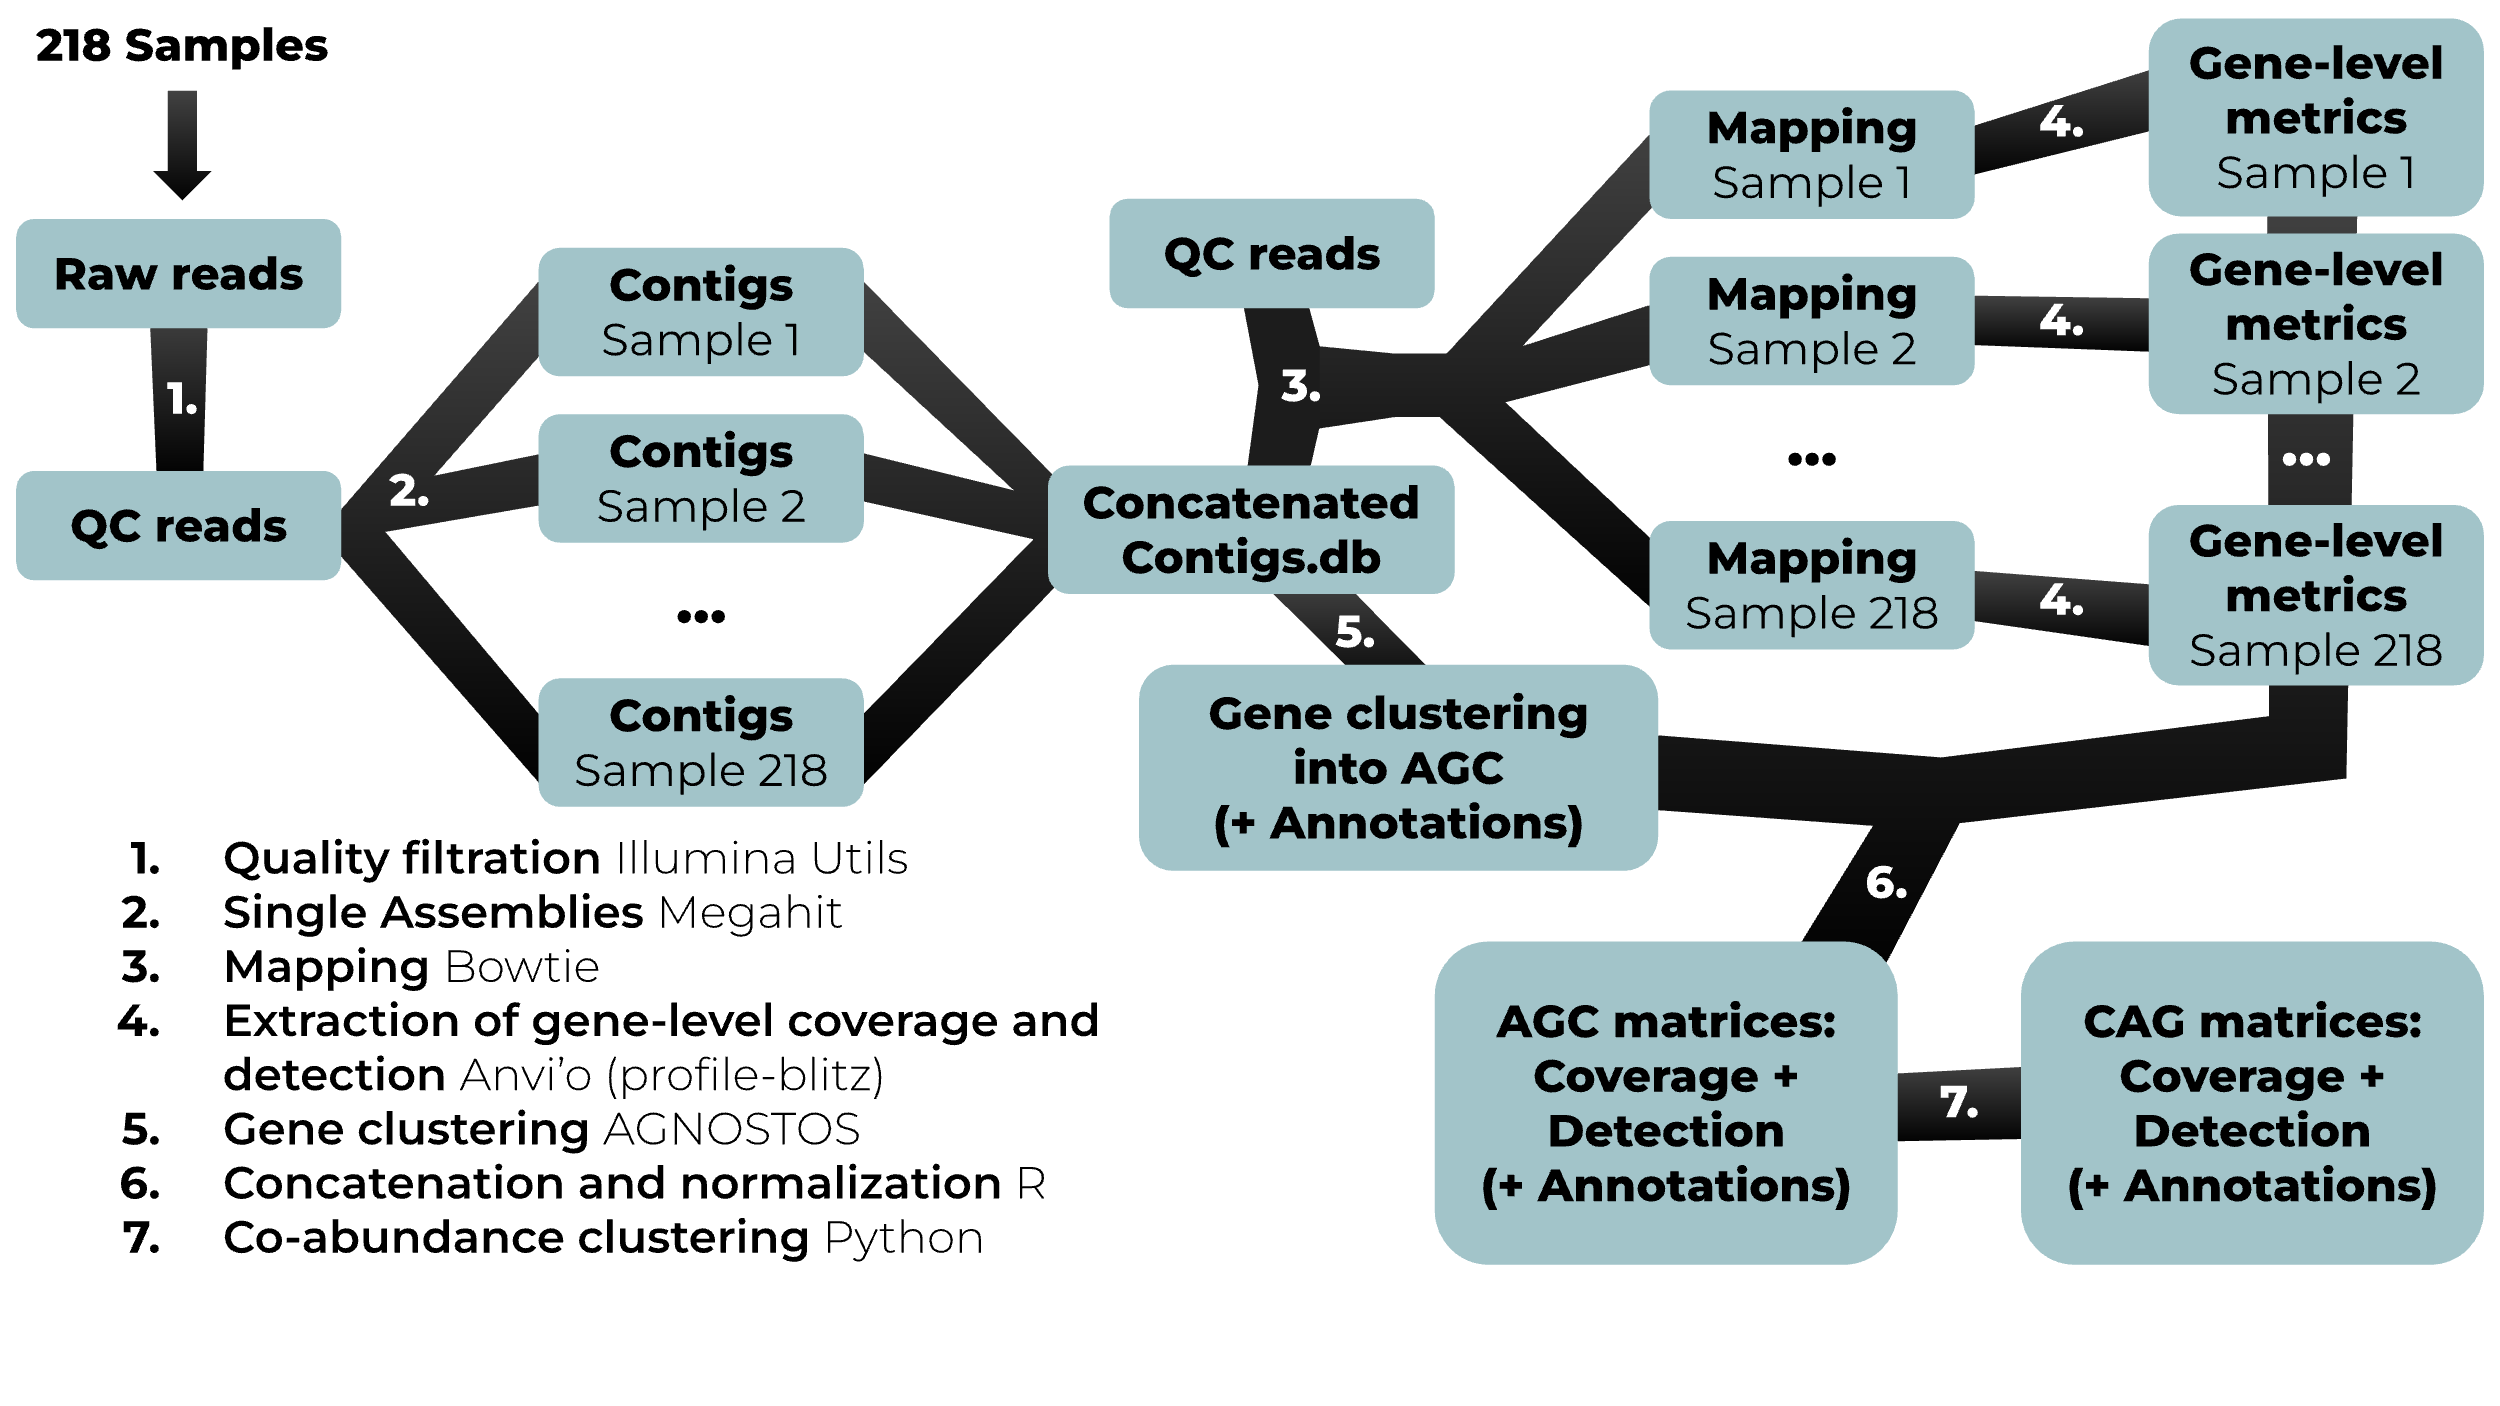 218 Samples
Raw reads
1.
QC reads
2.
Contigs
Sample 1
Contigs
Sample 2
...
Contigs
Sample 218
QC reads
3.
Concatenated
Contigs.db
5.
Gene clustering
into AGC
(+ Annotations)
Mapping
Sample 1
Mapping
Sample 2
...
Mapping
Sample 218
4.
4.
4.
Gene-level
metrics
Sample 1
Gene-level
metrics
Sample 2
...
Gene-level
metrics
Sample 218
6.
AGC matrices:
Coverage +
Detection
(+ Annotations)
7.
CAG matrices:
Coverage +
Detection
(+ Annotations)
1. Quality filtration Illumina Utils
2. Single Assemblies Megahit
3. Mapping Bowtie
4. Extraction of gene-level coverage and
detection Anvi’o (profile-blitz)
5. Gene clustering AGNOSTOS
6. Concatenation and normalization R
7. Co-abundance clustering Python